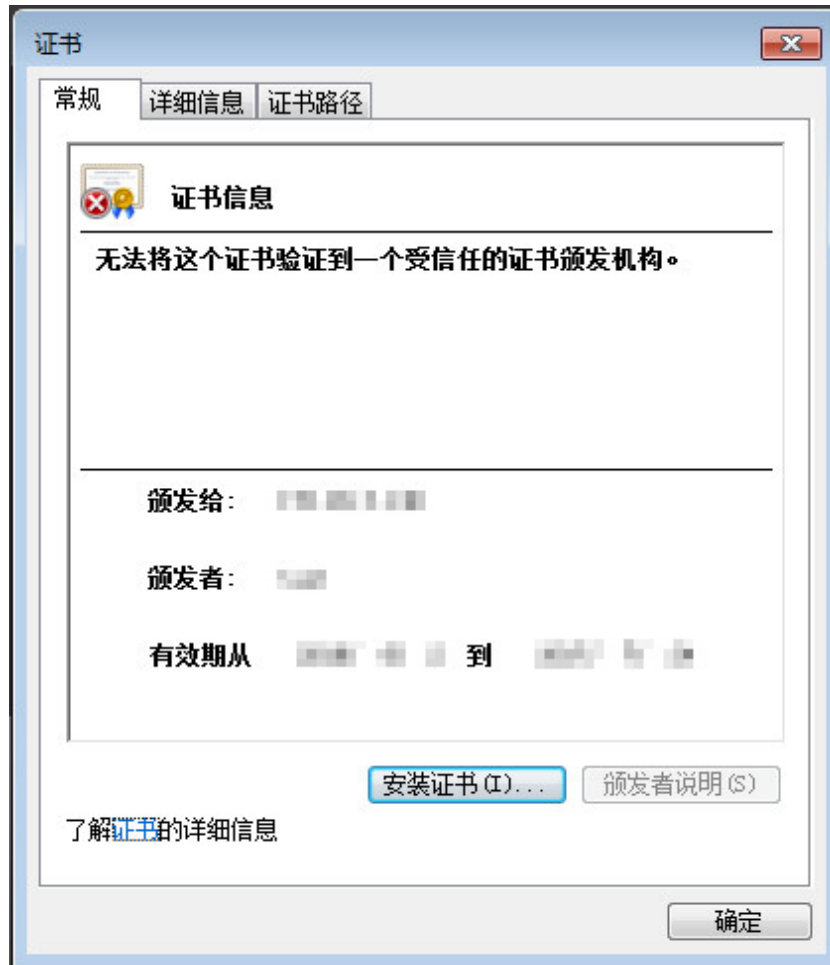 证书
常规 详细信息 证书路径
证书信息
无法将这个证书验证到一个受信任的证书颁发机构。
颁发给:
颁发者:
有效期从 到
安装证书(I)... 颁发者说明(S)
了解证书的详细信息
确定